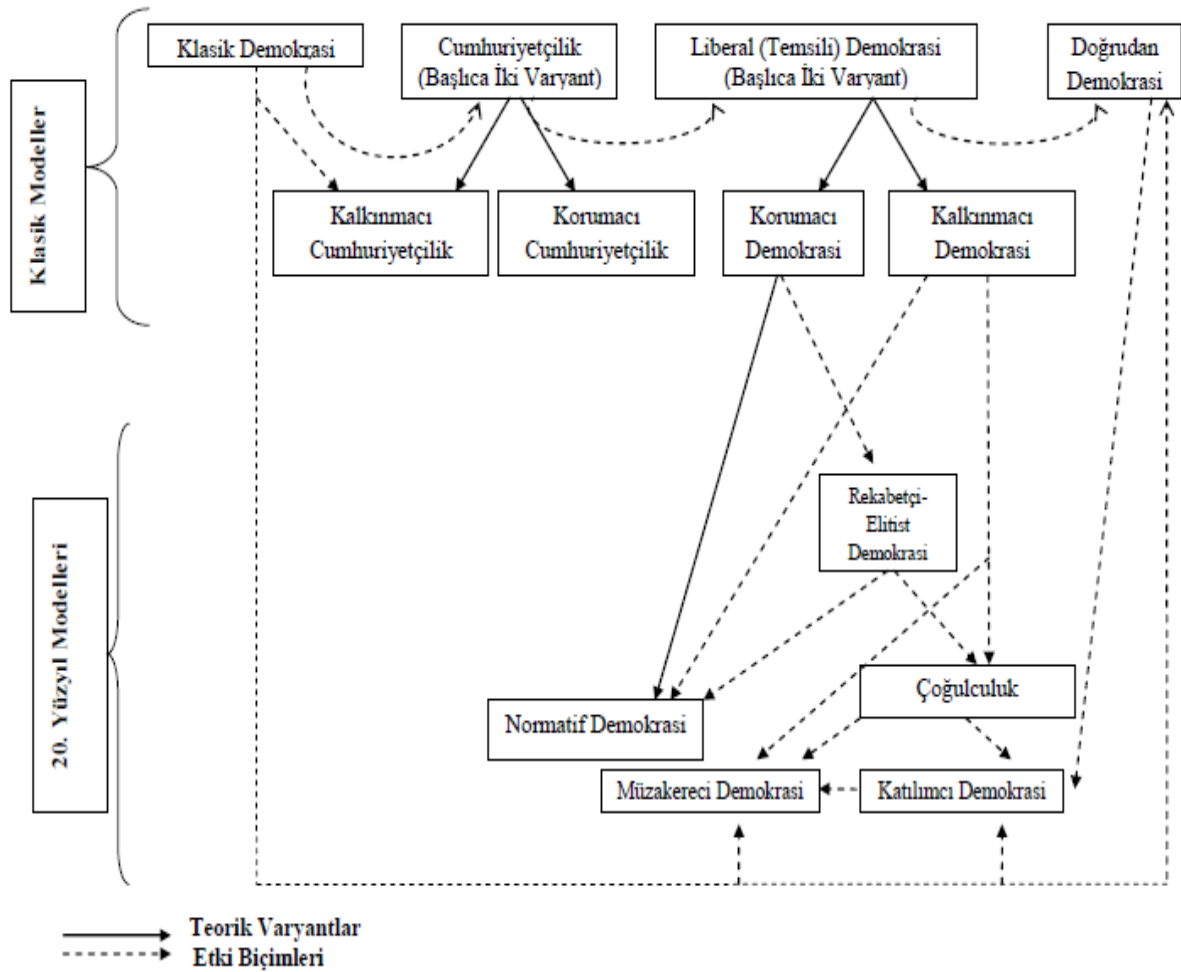 Klasik Demokrasi
Cumhuriyetçilik
(Başlıca İki Varyant)
Liberal (Temsili) Demokrasi
(Başlıca İki Varyant)
Doğrudan
Demokrasi
Klasik Modeller
Kalkınmacı
Cumhuriyetçilik
Korumacı
Cumhuriyetçilik
Korumacı
Demokrasi
Kalkınmacı
Demokrasi
20. Yüzyıl Modelleri
Rekabetçi-
Elitist
Demokrasi
Çoğulculuk
Normatif Demokrasi
Müzakereci Demokrasi
Katılımcı Demokrasi
Teorik Varyantlar
Etki Biçimleri